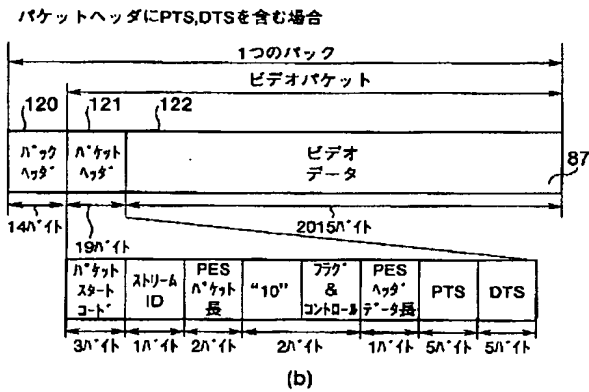 パケットヘッダにPTS,DTSを含む場合
1つのパック
ビデオパケット
120 121 122
パック
ヘッダ
パケット
ヘッダ
ビデオ
データ
87
14バイト
19バイト
2015バイト
パケット
スタート
コード
ストリーム
ID
PES
パケット
長
“10”
フラグ
&
コントロール
PES
ヘッダ
データ長
PTS
DTS
3バイト 1バイト 2バイト 2バイト 1バイト 5バイト 5バイト
(b)